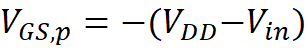 V_{GS,p} = −(V_{DD}−V_{in})